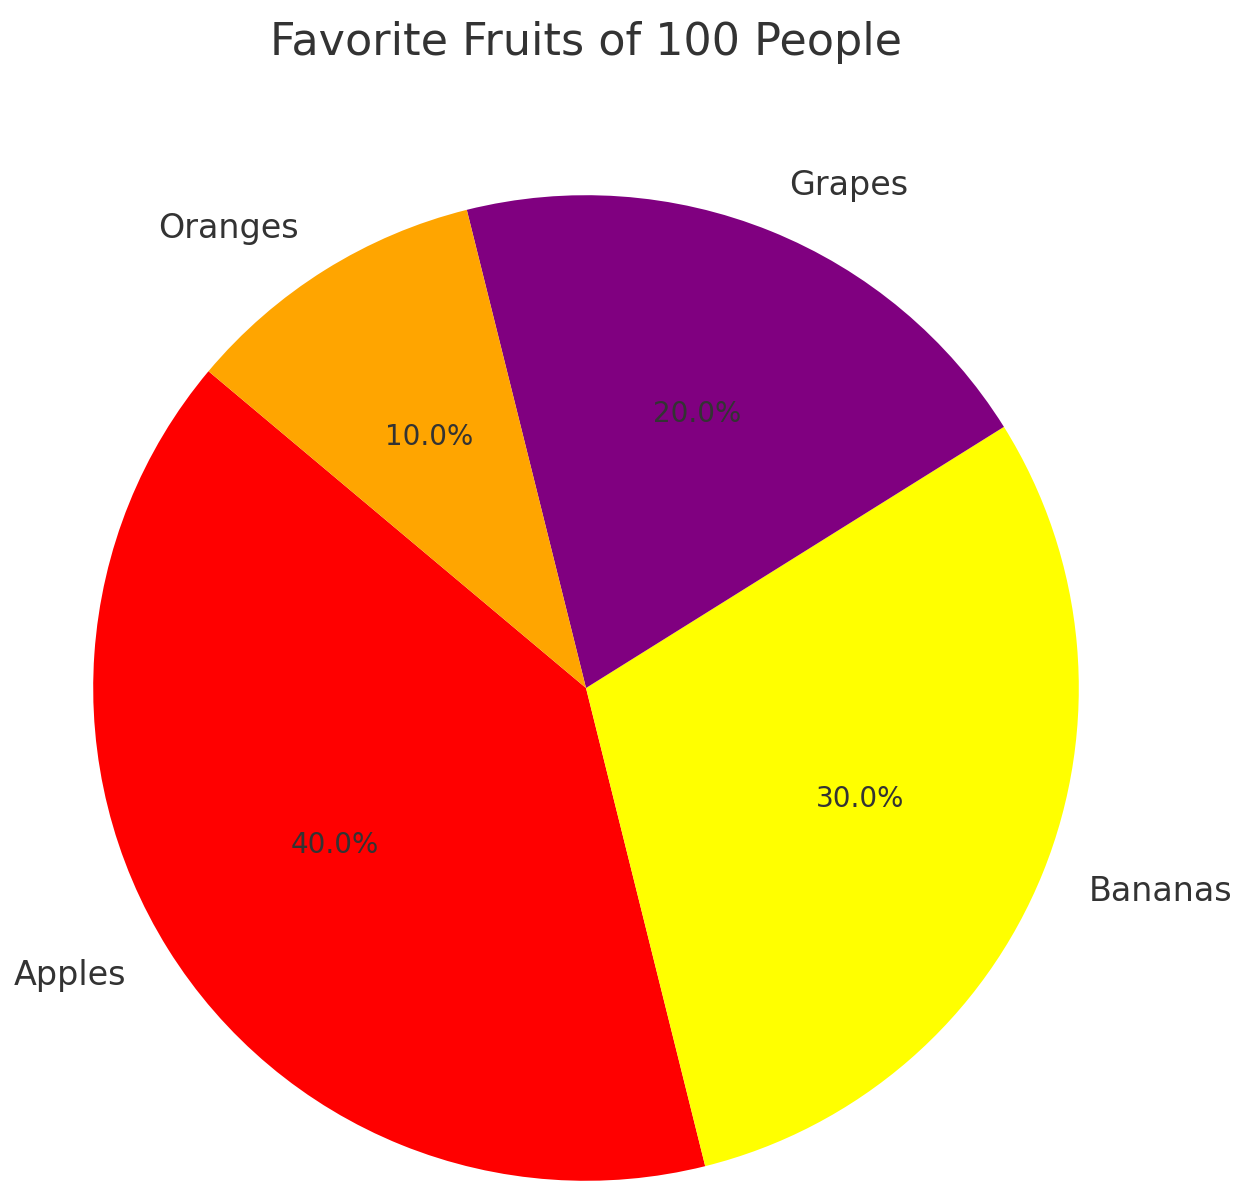 Favorite Fruits of 100 People
Grapes
Oranges
20.0%
10.0%
30.0%
40.0%
Bananas
Apples